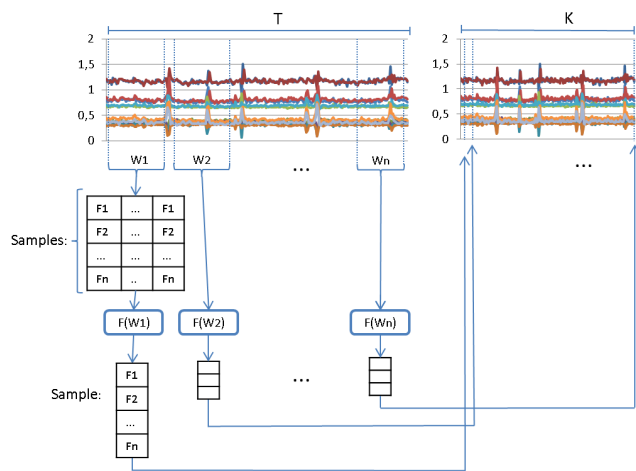 T K
2 2
1,5 1,5
1 1
0,5 0,5
0 0
W1 W2 ... Wn ...
Samples:
F1 ... F1
F2 ... F2
... ... ...
Fn .. Fn
F(W1) F(W2) F(Wn)
Sample:
F1
F2
...
Fn
...